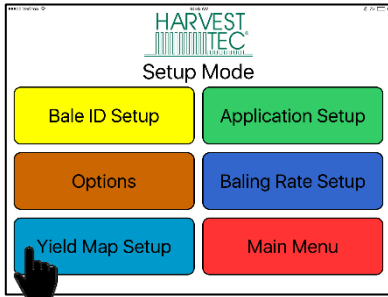 HARVEST
TEC
Setup Mode
Bale ID Setup
Application Setup
Options
Baling Rate Setup
Yield Map Setup
Main Menu